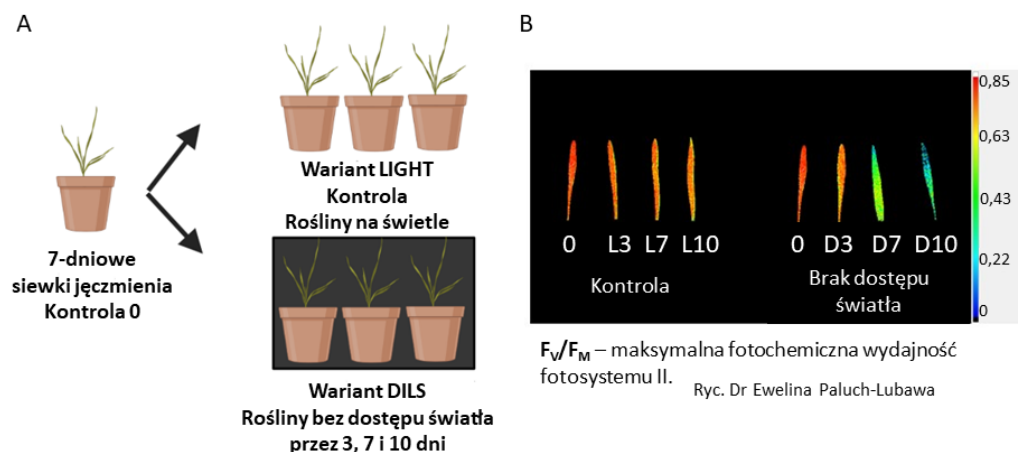 A
7-dniowe
siewki jęczmienia
Kontrola 0
Wariant LIGHT
Kontrola
Rośliny na świetle
Wariant DILS
Rośliny bez dostępu światła
przez 3, 7 i 10 dni
B
0 L3 L7 L10
Kontrola
0 D3 D7 D10
Brak dostępu
światła
0,85
0,63
0,43
0,22
0
Fv/FM – maksymalna fotochemiczna wydajność
fotosystemu II.
Ryc. Dr Ewelina Paluch-Lubawa